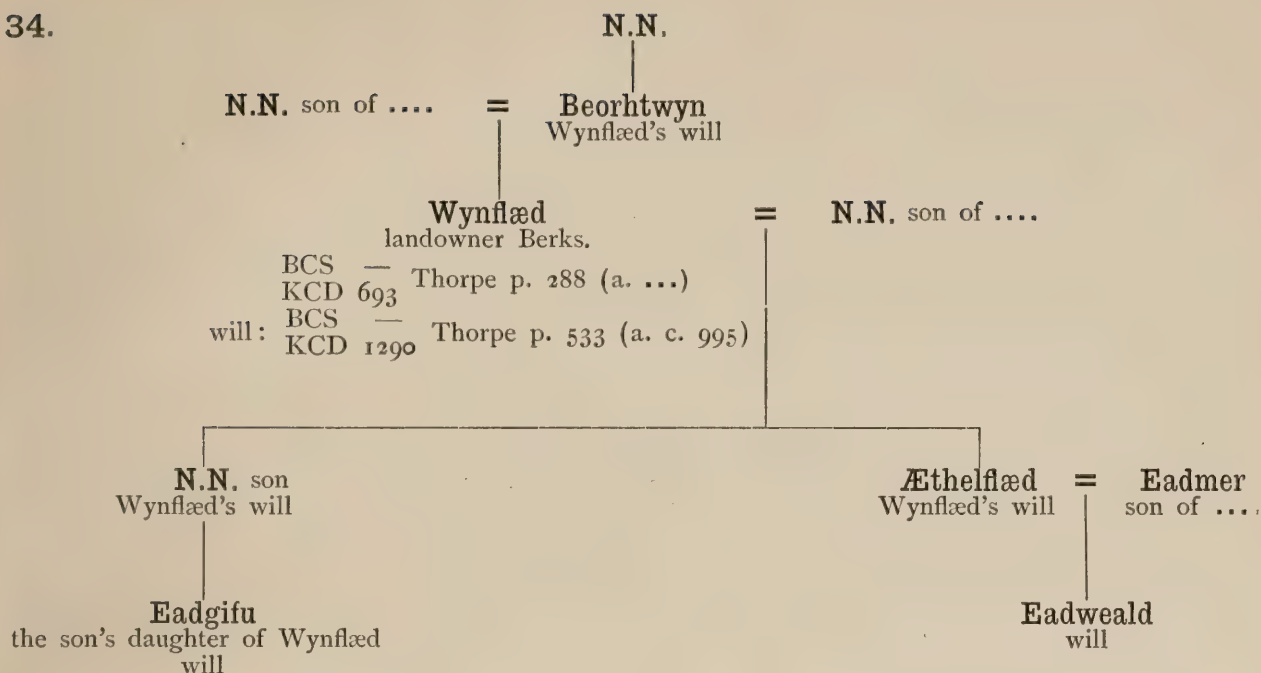 34.
N.N.
N.N. son of .... = Beorhtwyn
Wynflæd's will
Wynflæd = N.N. son of ....
landowner Berks.
BCS — Thorpe p. 288 (a. ...)
KCD 693
will: BCS — Thorpe p. 533 (a. c. 995)
KCD 1290
N.N. son
Wynflæd's will
Æthelflæd = Eadmer
Wynflæd's will son of ....
Eadgifu
the son's daughter of Wynflæd
will
Eadweald
will